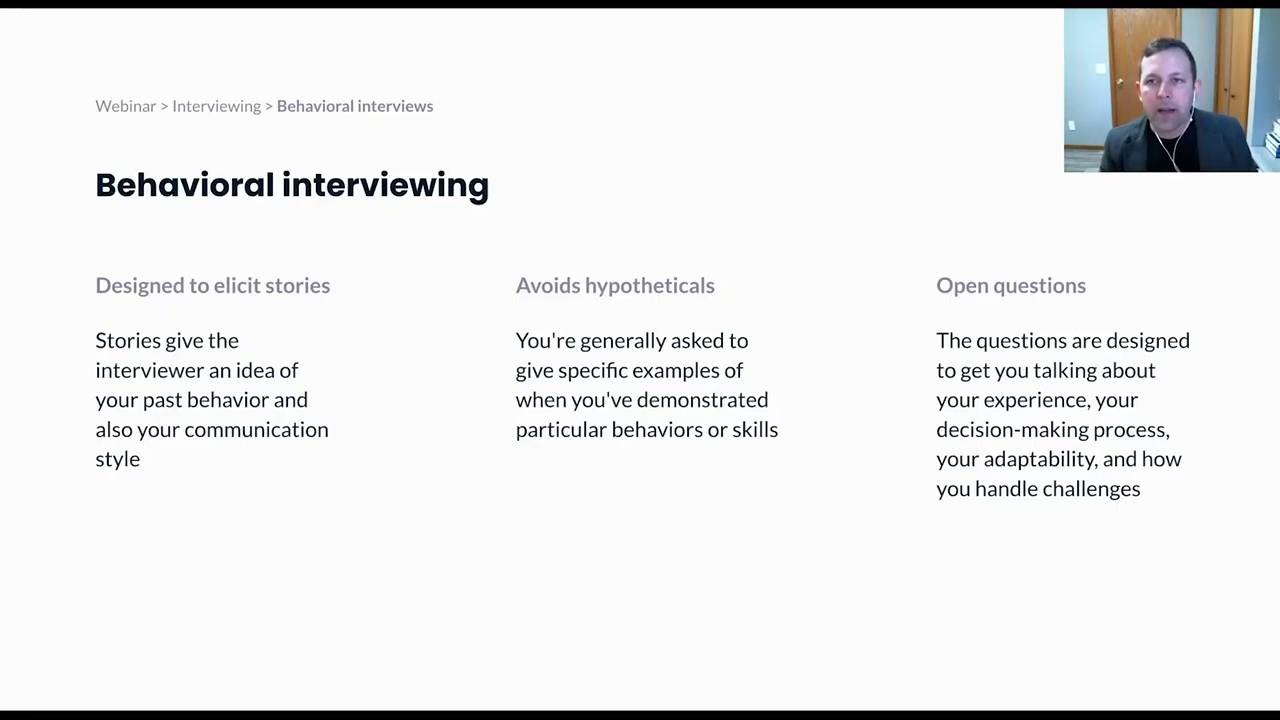 Webinar > Interviewing > Behavioral interviews
Behavioral interviewing
Designed to elicit stories
Stories give the
interviewer an idea of
your past behavior and
also your communication
style
Avoids hypotheticals
You're generally asked to
give specific examples of
when you've demonstrated
particular behaviors or skills
Open questions
The questions are designed
to get you talking about
your experience, your
decision-making process,
your adaptability, and how
you handle challenges